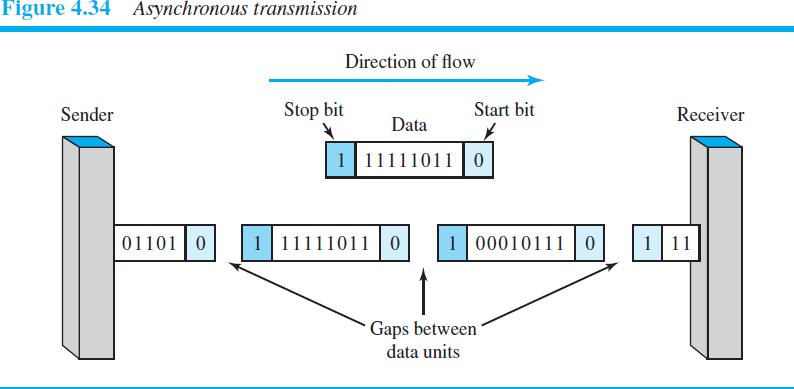 Figure 4.34 Asynchronous transmission
Direction of flow
Sender
Stop bit
Data
Start bit
Receiver
1 11111011 0
01101 0
1 11111011 0
1 00010111 0
1 11
Gaps between
data units